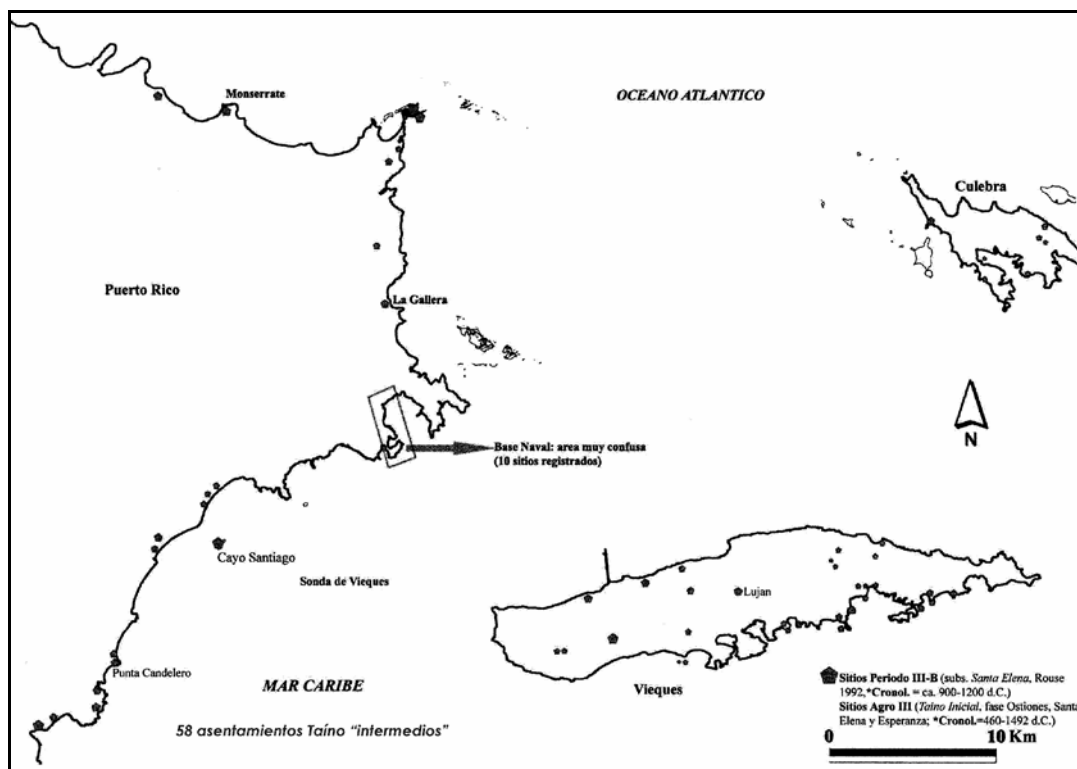 Monserrate
OCEANO ATLANTICO
Culebra
Puerto Rico
La Gallera
N
Base Naval: area muy confusa
(10 sitios registrados)
Cayo Santiago
Sonda de Vieques
Lujan
Punta Candelero
MAR CARIBE
Vieques
58 asentamientos Taíno "intermedios"
Sitios Periodo III-B (subs. Santa Elena, Rouse
1992,*Cronol. = ca. 900-1200 d.C.)
Sitios Agro III (Taino Inicial, fase Ostiones, Santa
Elena y Esperanza; *Cronol.=460-1492 d.C.)
0 10 Km